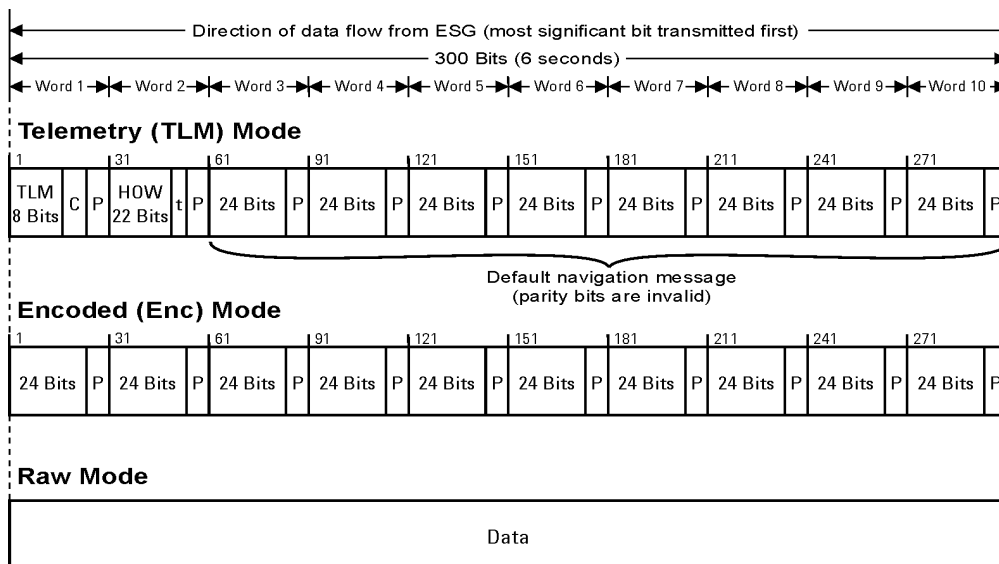 Direction of data flow from ESG (most significant bit transmitted first)
300 Bits (6 seconds)
Word 1 Word 2 Word 3 Word 4 Word 5 Word 6 Word 7 Word 8 Word 9 Word 10
Telemetry (TLM) Mode
1 31 61 91 121 151 181 211 241 271
TLM 8 Bits C P HOW 22 Bits t P 24 Bits P 24 Bits P 24 Bits P 24 Bits P 24 Bits P 24 Bits P 24 Bits P 24 Bits P
Default navigation message
(parity bits are invalid)
Encoded (Enc) Mode
1 31 61 91 121 151 181 211 241 271
24 Bits P 24 Bits P 24 Bits P 24 Bits P 24 Bits P 24 Bits P 24 Bits P 24 Bits P 24 Bits P 24 Bits P
Raw Mode
Data